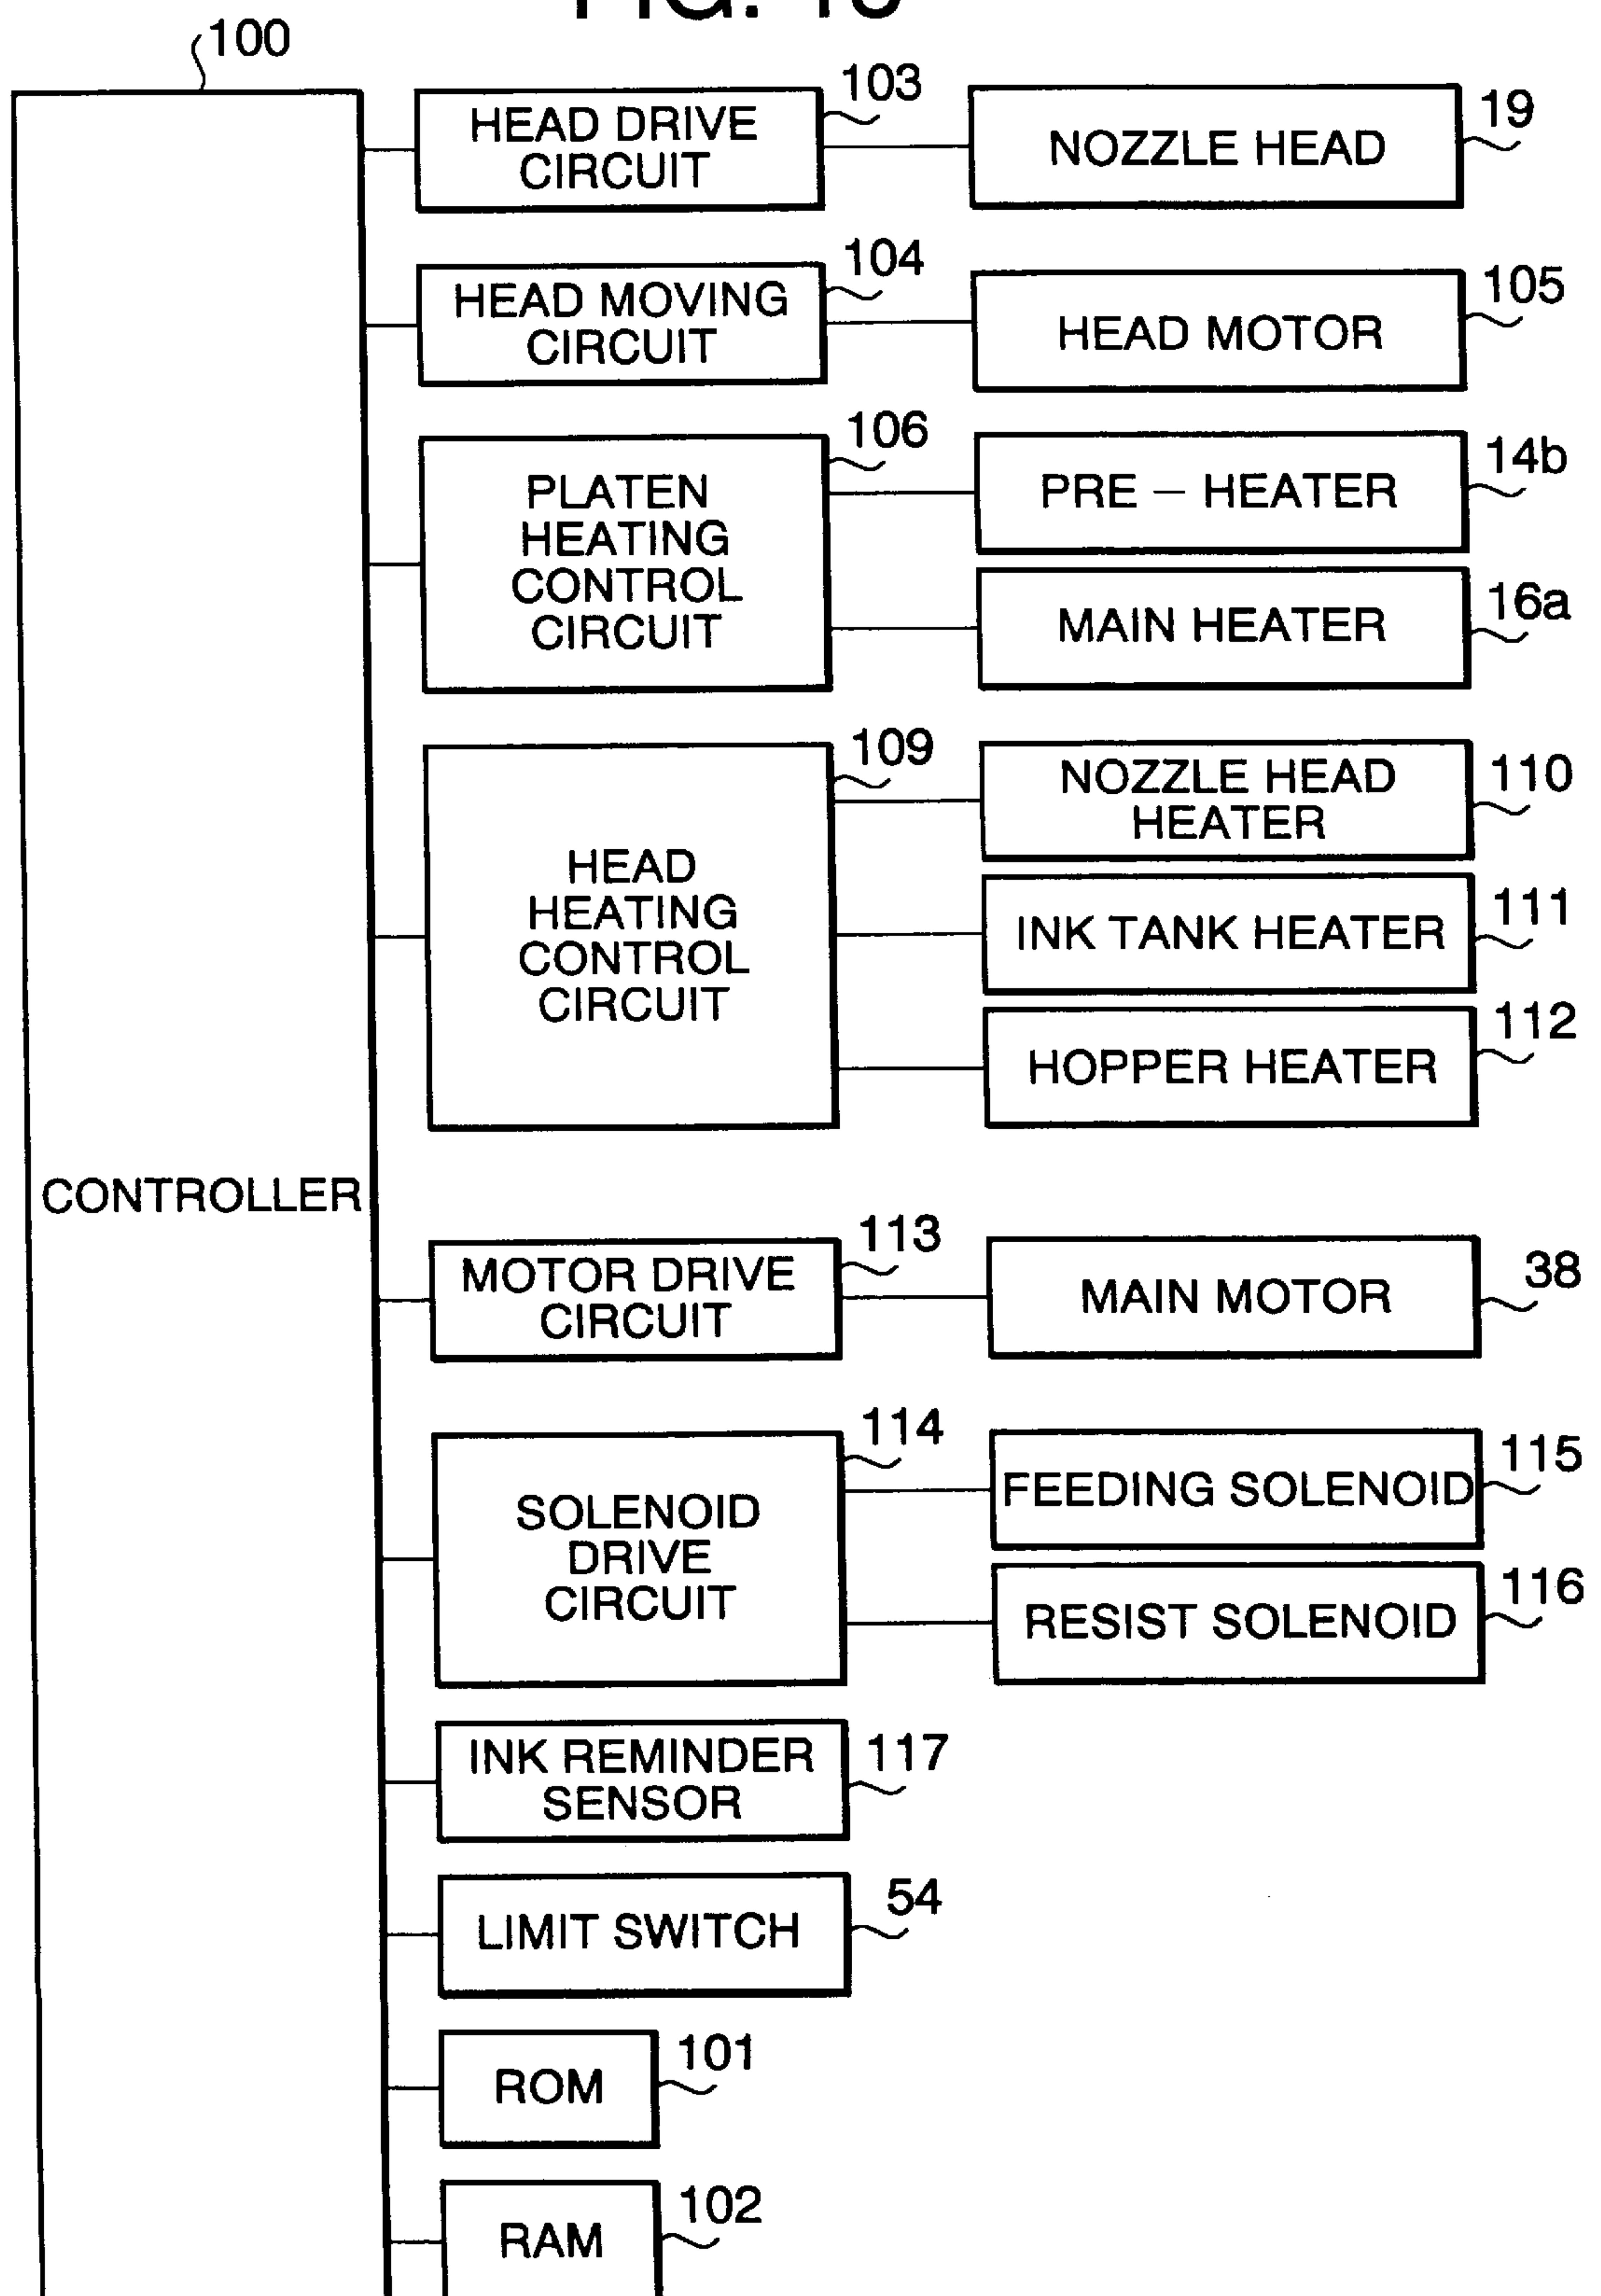 100
103
HEAD DRIVE
CIRCUIT
NOZZLE HEAD
19
104
HEAD MOVING
CIRCUIT
HEAD MOTOR
105
106
PLATEN
HEATING
CONTROL
CIRCUIT
PRE – HEATER
14b
MAIN HEATER
16a
109
HEAD
HEATING
CONTROL
CIRCUIT
NOZZLE HEAD
HEATER
110
INK TANK HEATER
111
HOPPER HEATER
112
CONTROLLER
113
MOTOR DRIVE
CIRCUIT
MAIN MOTOR
38
114
SOLENOID
DRIVE
CIRCUIT
FEEDING SOLENOID
115
RESIST SOLENOID
116
INK REMINDER
SENSOR
117
LIMIT SWITCH
54
ROM
101
RAM
102